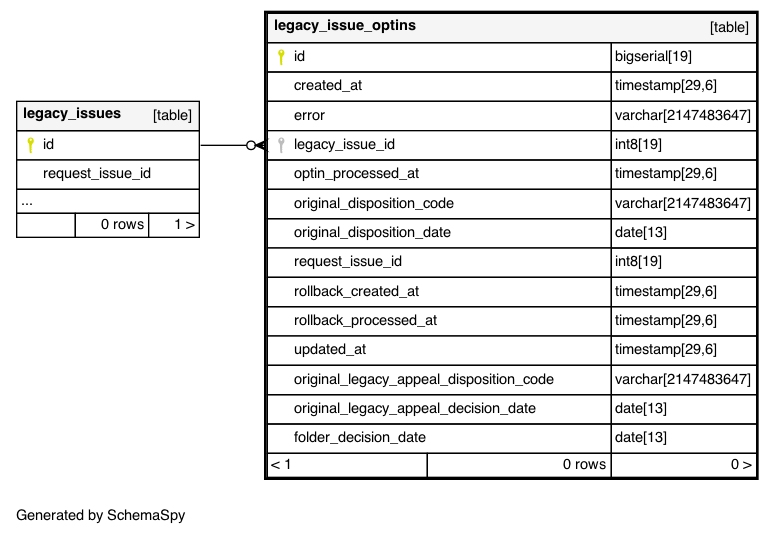 legacy_issue_optins [table]
id bigserial[19]
created_at timestamp[29,6]
error varchar[2147483647]
legacy_issue_id int8[19]
optin_processed_at timestamp[29,6]
original_disposition_code varchar[2147483647]
original_disposition_date date[13]
request_issue_id int8[19]
rollback_created_at timestamp[29,6]
rollback_processed_at timestamp[29,6]
updated_at timestamp[29,6]
original_legacy_appeal_disposition_code varchar[2147483647]
original_legacy_appeal_decision_date date[13]
folder_decision_date date[13]
< 1 0 rows 0 >
legacy_issues [table]
id
request_issue_id
...
0 rows 1 >
Generated by SchemaSpy